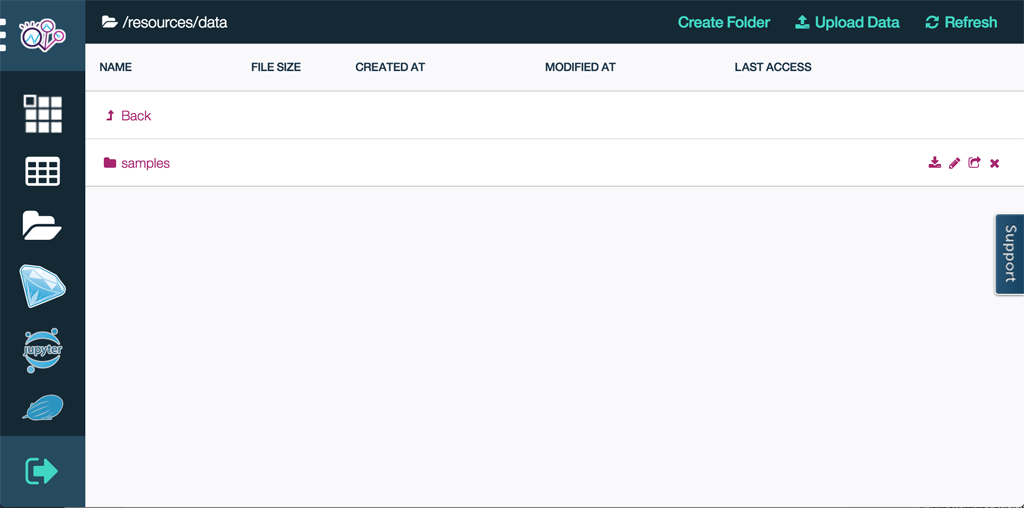 /resources/data Create Folder Upload Data Refresh
NAME FILE SIZE CREATED AT MODIFIED AT LAST ACCESS
Back
samples
Support
jupyter